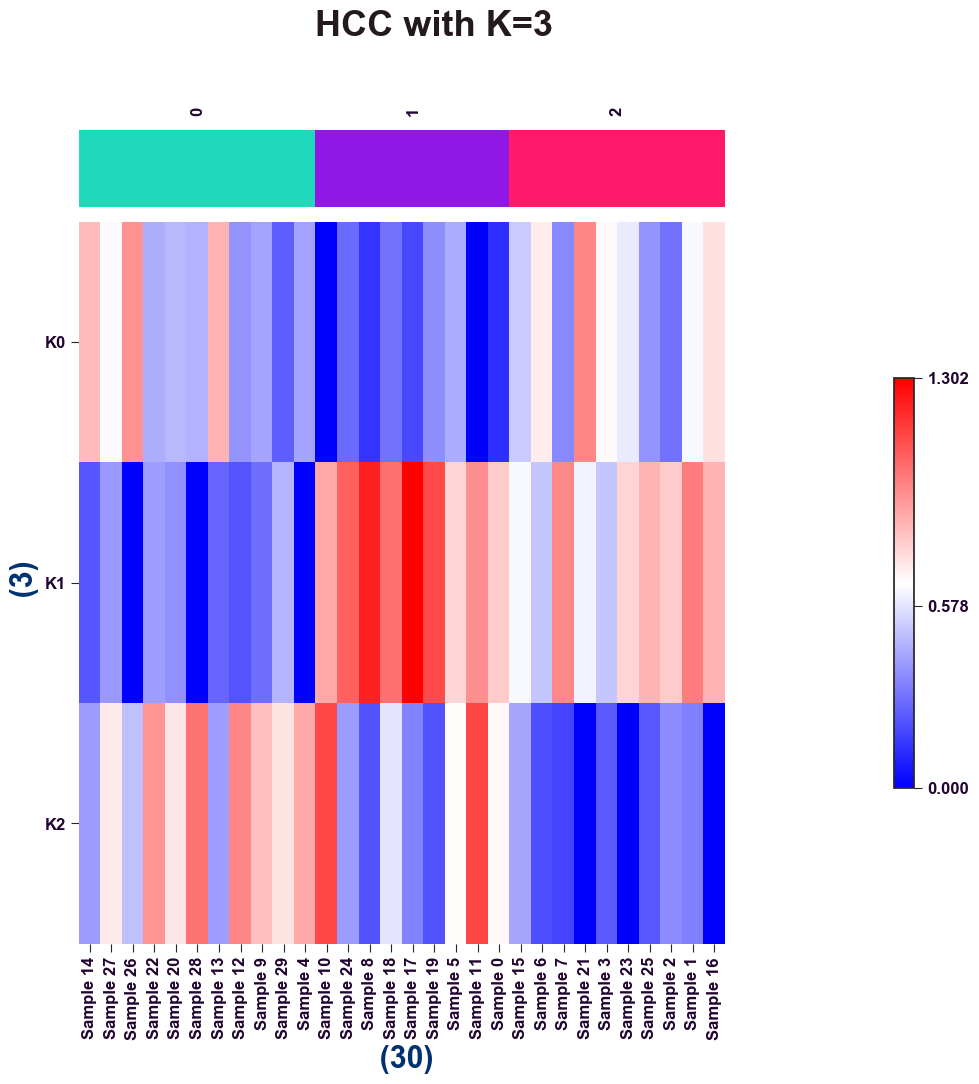 HCC with K=3
0
1
2
K0
K1
K2
(3)
1.302
0.578
0.000
Sample 14
Sample 27
Sample 26
Sample 22
Sample 20
Sample 28
Sample 13
Sample 12
Sample 9
Sample 29
Sample 4
Sample 10
Sample 24
Sample 8
Sample 18
Sample 17
Sample 19
Sample 5
Sample 11
Sample 0
Sample 15
Sample 6
Sample 7
Sample 21
Sample 3
Sample 23
Sample 25
Sample 2
Sample 1
Sample 16
(30)